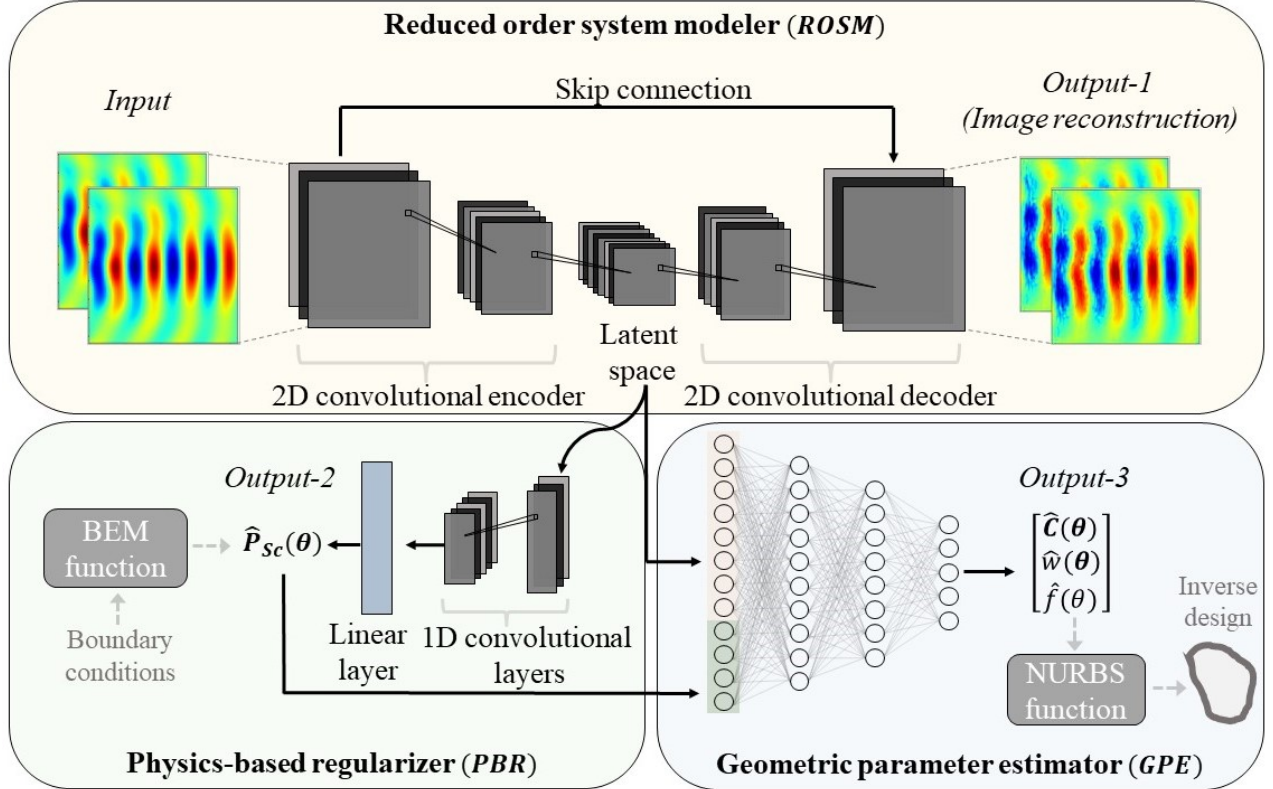 Reduced order system modeler (ROSM)
Input
Skip connection
Output-1
(Image reconstruction)
Latent
space
2D convolutional encoder
2D convolutional decoder
Output-2
BEM
function
P̂_Sc(θ)
Boundary
conditions
Linear
layer
1D convolutional
layers
Physics-based regularizer (PBR)
Output-3
Ĉ(θ)
ŵ(θ)
f̂(θ)
Inverse
design
NURBS
function
Geometric parameter estimator (GPE)